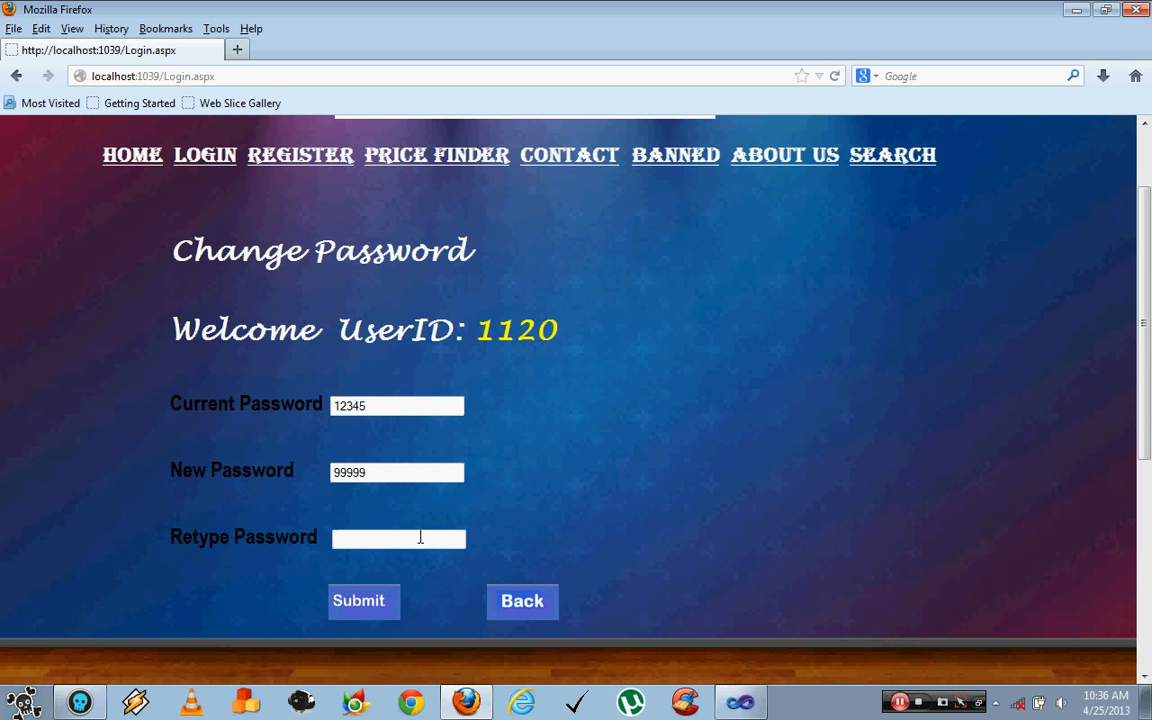 Mozilla Firefox
File Edit View History Bookmarks Tools Help
http://localhost:1039/Login.aspx
localhost:1039/Login.aspx
Google
Most Visited Getting Started Web Slice Gallery
HOME LOGIN REGISTER PRICE FINDER CONTACT BANNED ABOUT US SEARCH
Change Password
Welcome UserID: 1120
Current Password 12345
New Password 99999
Retype Password
Submit Back
10:36 AM
4/25/2013